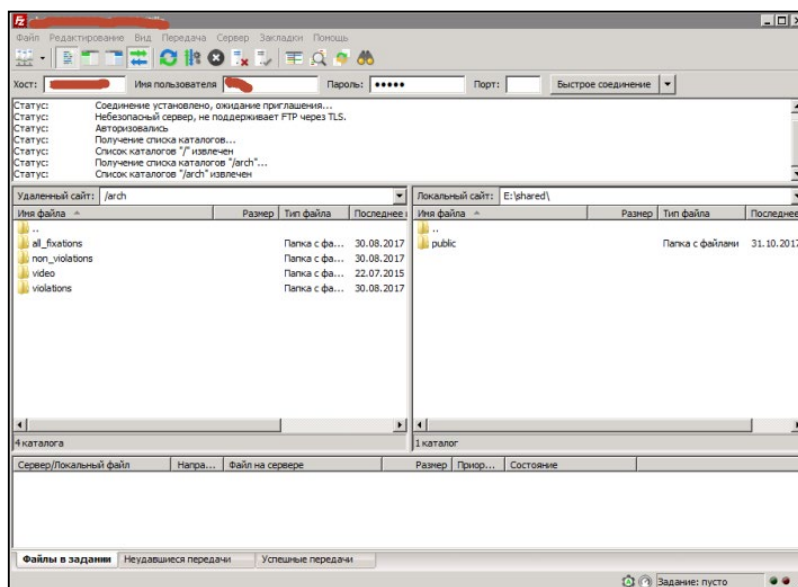 Файл Редактирование Вид Передача Сервер Закладки Помощь
Хост: Имя пользователя Пароль: ••••• Порт: Быстрое соединение
Статус: Соединение установлено, ожидание приглашения...
Статус: Небезопасный сервер, не поддерживает FTP через TLS.
Статус: Авторизовались
Статус: Получение списка каталогов...
Статус: Список каталогов "/" извлечен
Статус: Получение списка каталогов "/arch"...
Статус: Список каталогов "/arch" извлечен
Удаленный сайт: /arch
Имя файла Размер Тип файла Последнее
..
all_fixations Папка с фа... 30.08.2017
non_violations Папка с фа... 30.08.2017
video Папка с фа... 22.07.2015
violations Папка с фа... 30.08.2017
4 каталога
Локальный сайт: E:\shared\
Имя файла Размер Тип файла Последнее
..
public Папка с файлами 31.10.2017
1 каталог
Сервер/Локальный файл Напра... Файл на сервере Размер Приор... Состояние
Файлы в задании Неудавшиеся передачи Успешные передачи
Задание: пусто